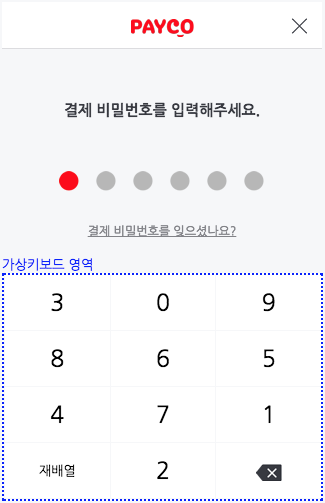 PAYCO
결제 비밀번호를 입력해주세요.
결제 비밀번호를 잊으셨나요?
가상키보드 영역
3 0 9
8 6 5
4 7 1
재배열 2